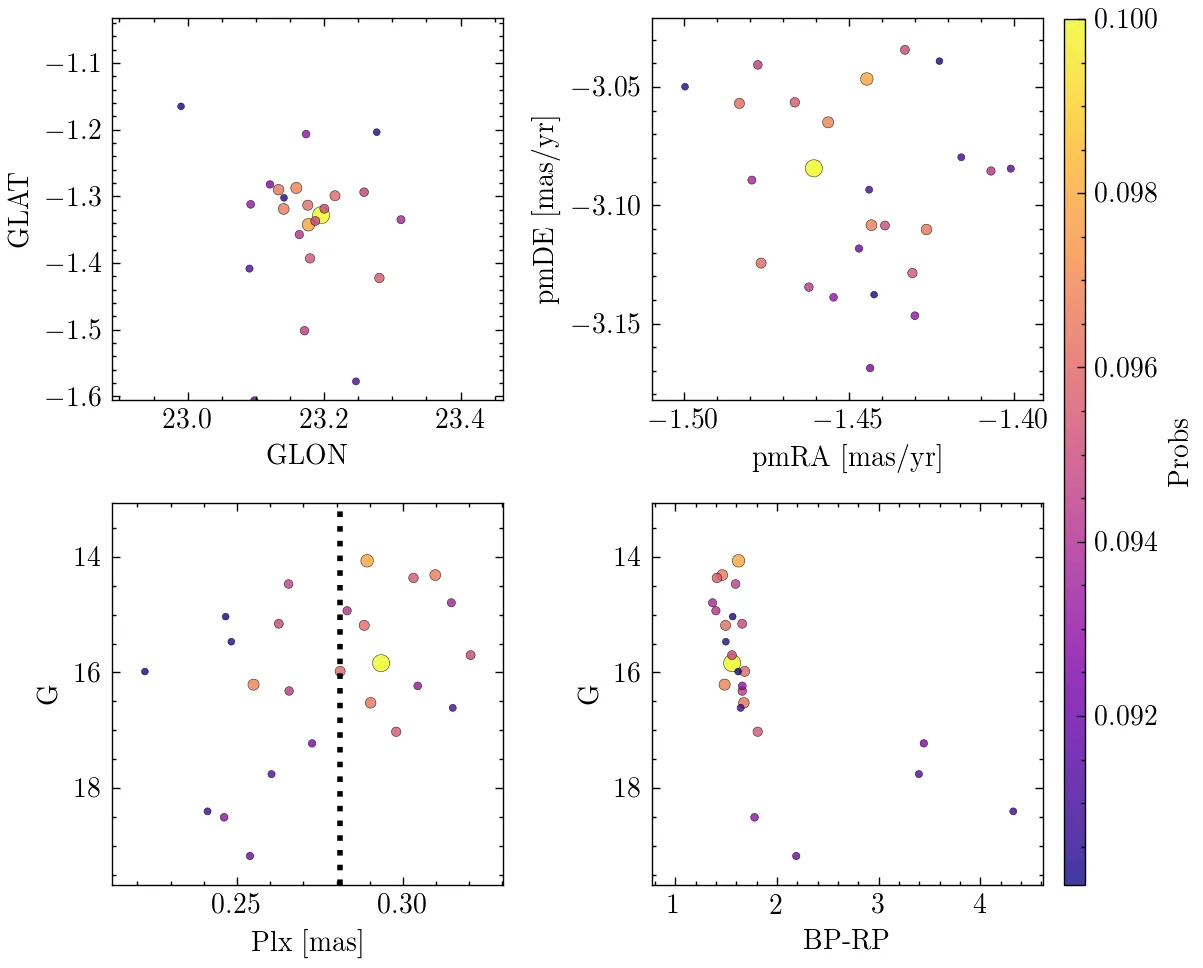 −1.1
−1.2
−1.3
−1.4
−1.5
−1.6
GLAT
23.0 23.2 23.4
GLON
−3.05
−3.10
−3.15
pmDE [mas/yr]
−1.50 −1.45 −1.40
pmRA [mas/yr]
14
16
18
G
0.25 0.30
Plx [mas]
14
16
18
G
1 2 3 4
BP-RP
0.100
0.098
0.096
0.094
0.092
Probs